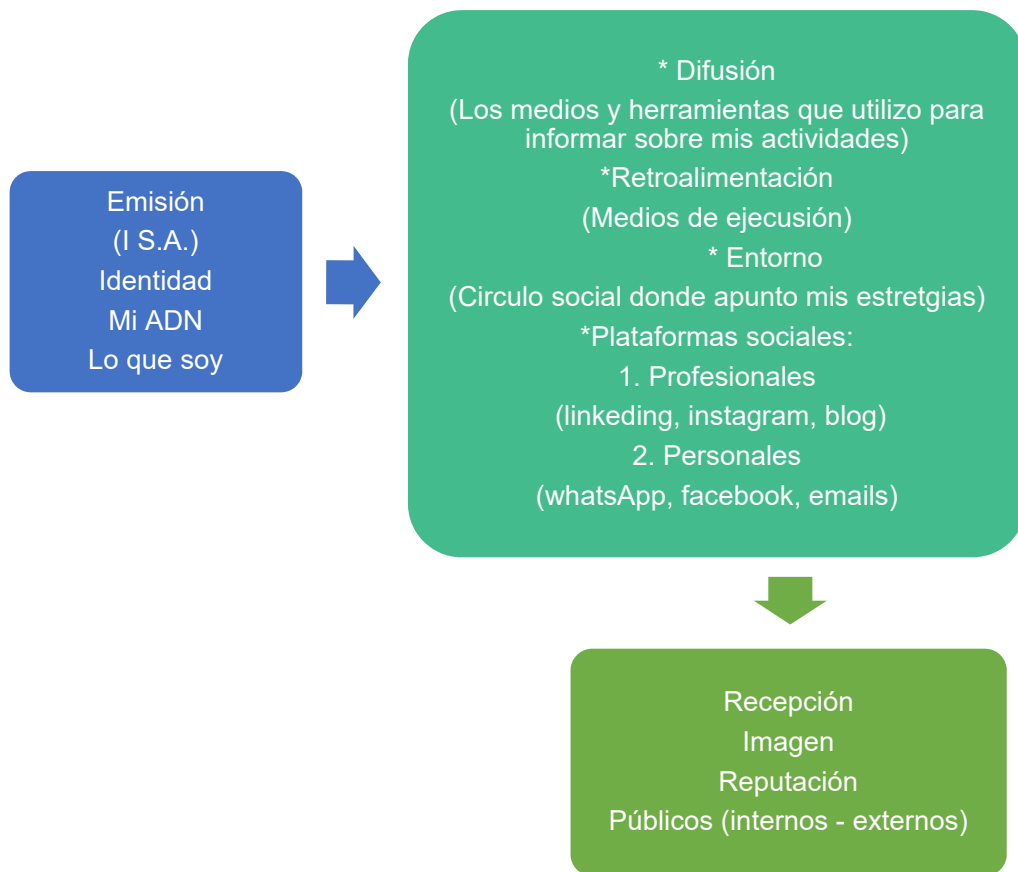 Emisión
(I S.A.)
Identidad
Mi ADN
Lo que soy
* Difusión
(Los medios y herramientas que utilizo para
informar sobre mis actividades)
*Retroalimentación
(Medios de ejecusión)
* Entorno
(Circulo social donde apunto mis estretgias)
*Plataformas sociales:
1. Profesionales
(linkeding, instagram, blog)
2. Personales
(whatsApp, facebook, emails)
Recepción
Imagen
Reputación
Públicos (internos - externos)